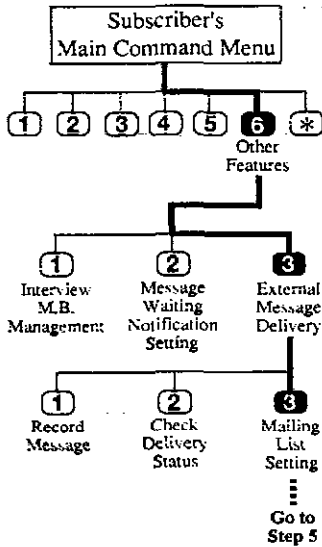 Subscriber's
Main Command Menu
1 2 3 4 5 6 *
Other
Features
1 2 3
Interview
M.B.
Management
Message
Waiting
Notification
Setting
External
Message
Delivery
1 2 3
Record
Message
Check
Delivery
Status
Mailing
List
Setting
Go to
Step 5